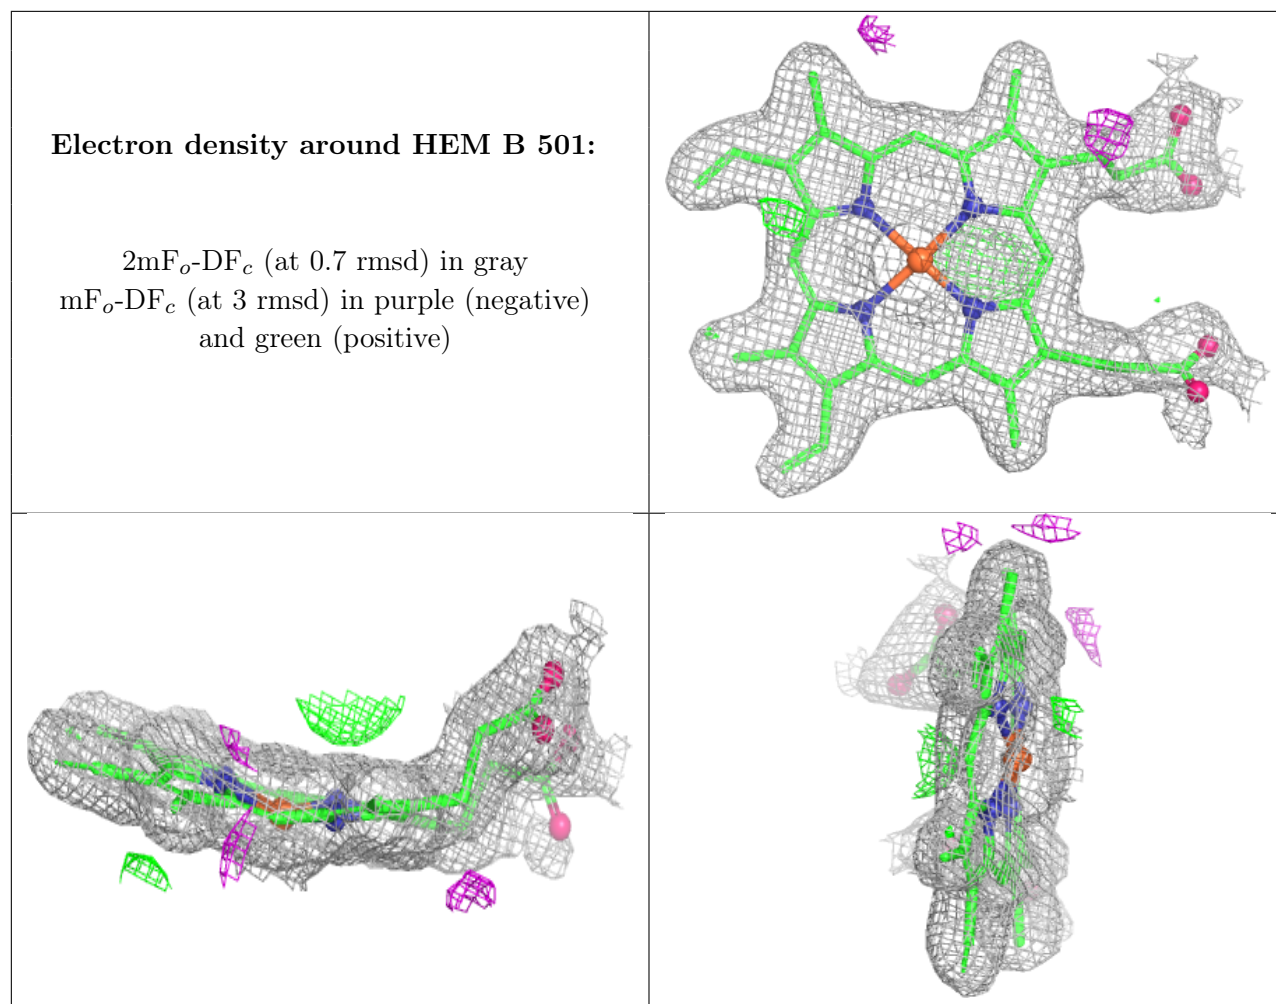 Electron density around HEM B 501:
2mFo-DFc (at 0.7 rmsd) in gray
mFo-DFc (at 3 rmsd) in purple (negative)
and green (positive)